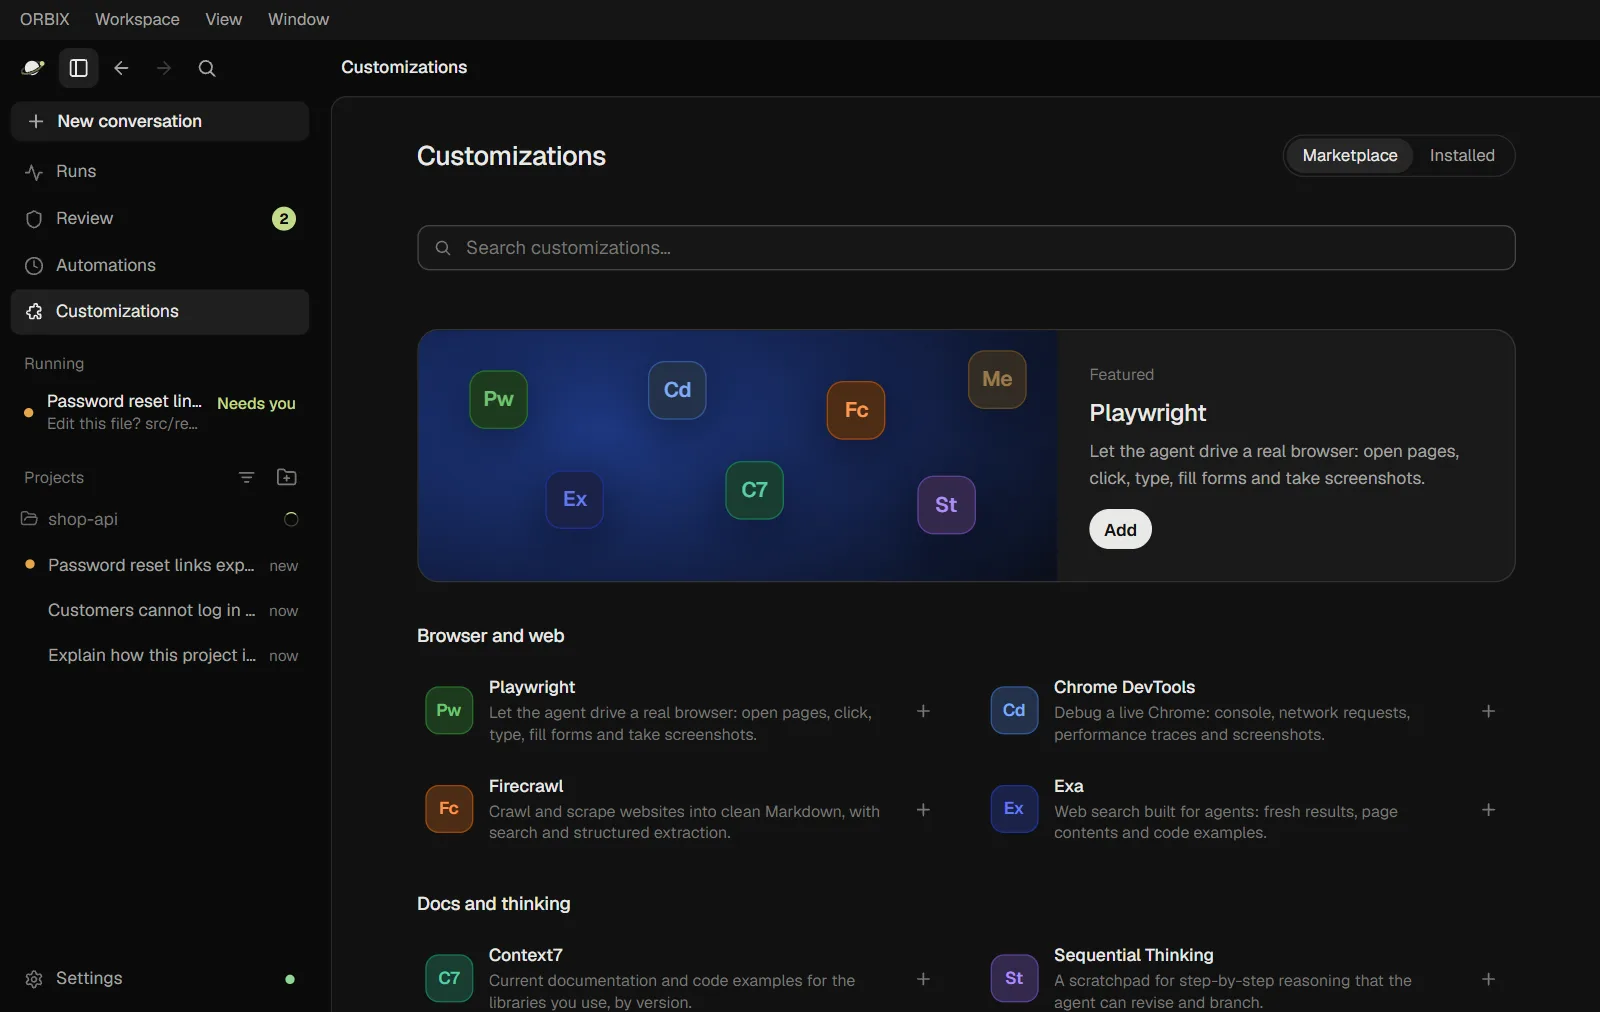 ORBIX Workspace View Window
Customizations
New conversation
Runs
Review 2
Automations
Customizations
Running
Password reset lin... Needs you
Edit this file? src/re...
Projects
shop-api
Password reset links exp... new
Customers cannot log in ... now
Explain how this project i... now
Settings
Customizations
Marketplace Installed
Search customizations...
Pw
Cd
Fc
Me
Ex
C7
St
Featured
Playwright
Let the agent drive a real browser: open pages,
click, type, fill forms and take screenshots.
Add
Browser and web
Pw
Playwright
Let the agent drive a real browser: open pages, click,
type, fill forms and take screenshots.
Cd
Chrome DevTools
Debug a live Chrome: console, network requests,
performance traces and screenshots.
Fc
Firecrawl
Crawl and scrape websites into clean Markdown, with
search and structured extraction.
Ex
Exa
Web search built for agents: fresh results, page
contents and code examples.
Docs and thinking
C7
Context7
Current documentation and code examples for the
libraries you use, by version.
St
Sequential Thinking
A scratchpad for step-by-step reasoning that the
agent can revise and branch.